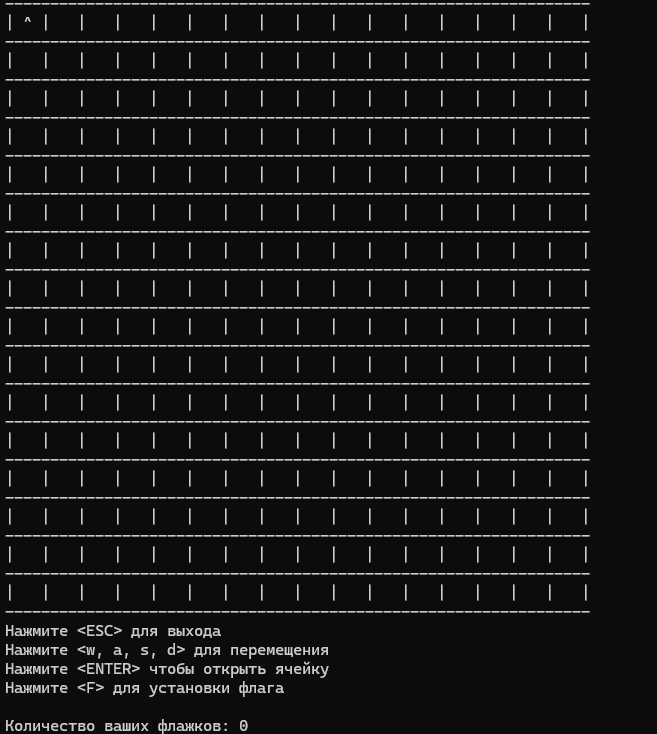 ^
Нажмите <ESC> для выхода
Нажмите <w, a, s, d> для перемещения
Нажмите <ENTER> чтобы открыть ячейку
Нажмите <F> для установки флага
Количество ваших флажков: 0